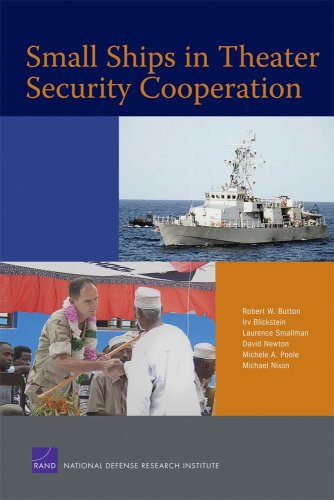 Small Ships in Theater
Security Cooperation
Robert W. Button
Irv Blickstein
Laurence Smallman
David Newton
Michele A. Poole
Michael Nixon
RAND
NATIONAL DEFENSE RESEARCH INSTITUTE